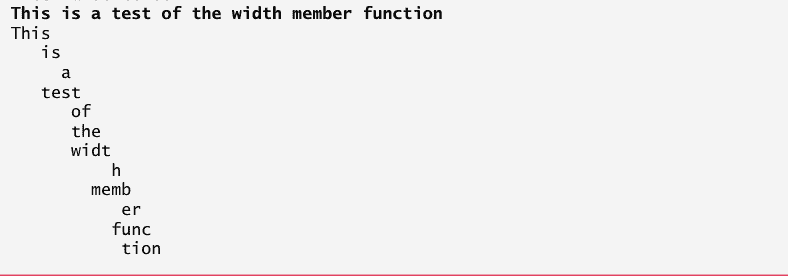 This is a test of the width member function
This
is
a
test
of
the
widt
h
memb
er
func
tion